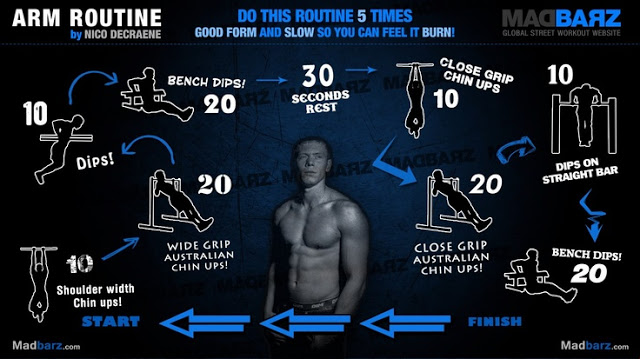 ARM ROUTINE
by NICO DECRAENE
DO THIS ROUTINE 5 TIMES
GOOD FORM AND SLOW SO YOU CAN FEEL IT BURN!
MADBARZ
GLOBAL STREET WORKOUT WEBSITE
10
Dips!
BENCH DIPS!
20
30
SECONDS
REST
CLOSE GRIP
CHIN UPS
10
10
DIPS ON
STRAIGHT BAR
MADBARZ
20
WIDE GRIP
AUSTRALIAN
CHIN UPS!
20
CLOSE GRIP
AUSTRALIAN
CHIN UPS!
BENCH DIPS!
20
10
Shoulder width
Chin ups!
START
FINISH
Madbarz.com
Madbarz.com